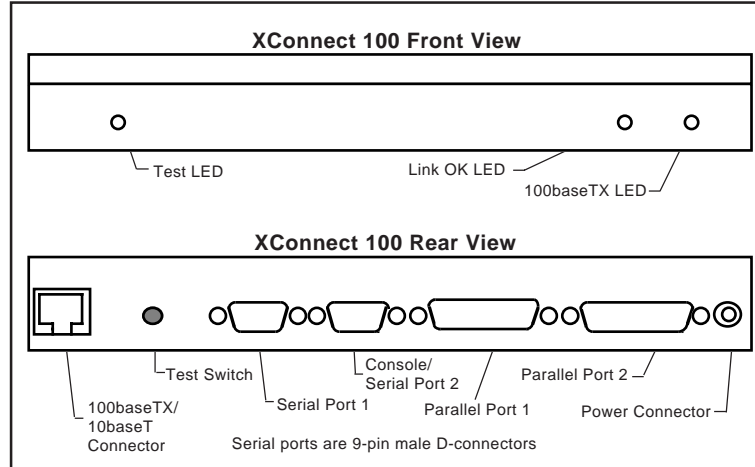 XConnect 100 Front View
Test LED
Link OK LED
100baseTX LED
XConnect 100 Rear View
Test Switch
Console/
Serial Port 2
Parallel Port 2
100baseTX/
10baseT
Connector
Serial Port 1
Parallel Port 1
Power Connector
Serial ports are 9-pin male D-connectors